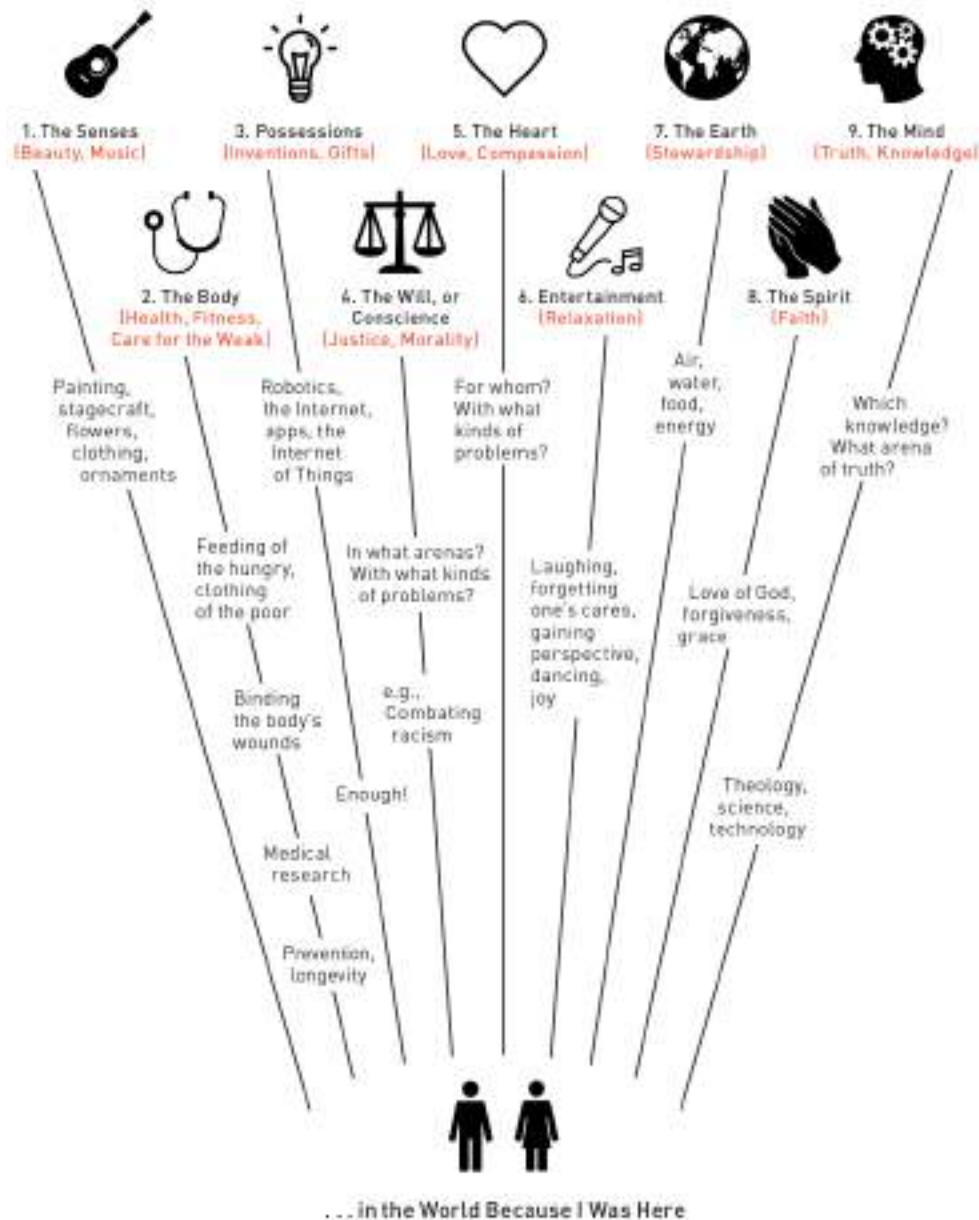 1. The Senses
(Beauty, Music)
3. Possessions
(Inventions, Gifts)
5. The Heart
(Love, Compassion)
7. The Earth
(Stewardship)
9. The Mind
(Truth, Knowledge)
2. The Body
(Health, Fitness,
Care for the Weak)
4. The Will, or
Conscience
(Justice, Morality)
6. Entertainment
(Relaxation)
8. The Spirit
(Faith)
Painting,
stagecraft,
flowers,
clothing,
ornaments
Robotics,
the Internet,
apps, the
Internet
of Things
For whom?
With what
kinds of
problems?
Air,
water,
food,
energy
Which
knowledge?
What arena
of truth?
Feeding of
the hungry,
clothing
of the poor
In what arenas?
With what kinds
of problems?
Laughing,
forgetting
one's cares,
gaining
perspective,
dancing,
joy
Love of God,
forgiveness,
grace
Binding
the body's
wounds
e.g.,
Combating
racism
Enough!
Theology,
science,
technology
Medical
research
Prevention,
longevity
. . . in the World Because I Was Here